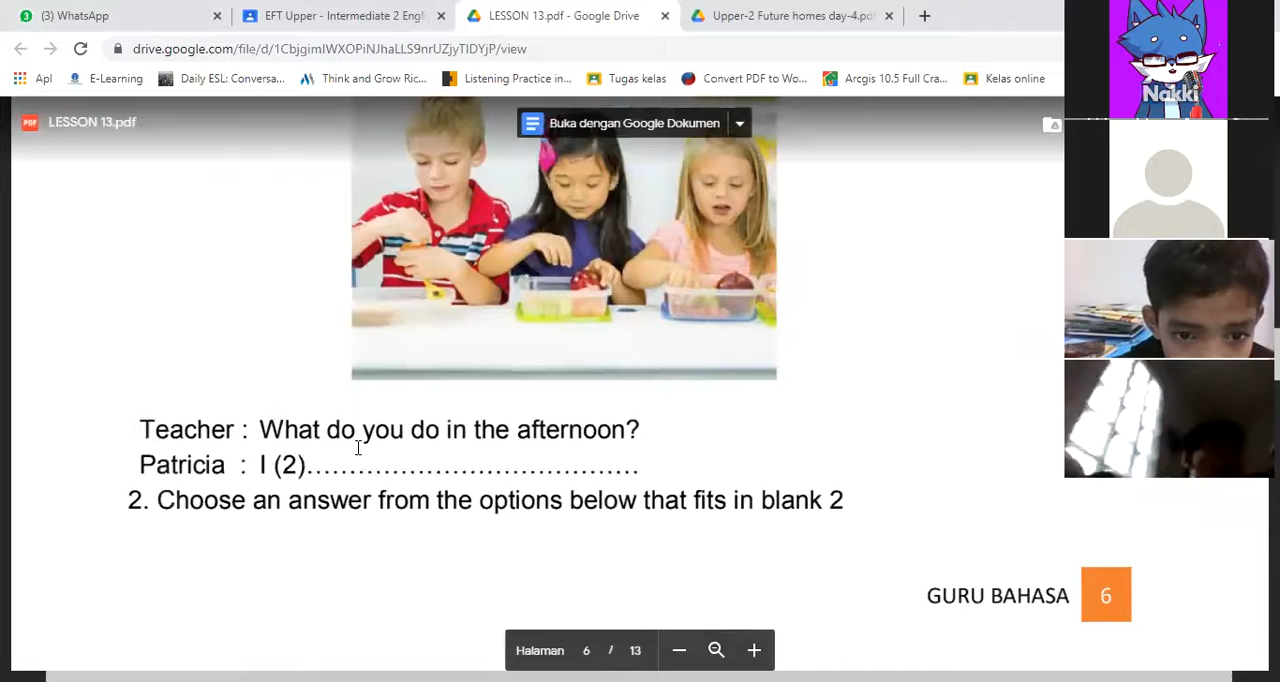 (3) WhatsApp
EFT Upper - Intermediate 2 Engl
LESSON 13.pdf - Google Drive
Upper-2 Future homes day-4.pot
drive.google.com/file/d/1CbjgimIWXOPiNJhaLLS9nrUZjyTIDYjP/view
Apl
E-Learning
Daily ESL: Conversa...
Think and Grow Ric...
Listening Practice in...
Tugas kelas
Convert PDF to Wo...
Arcgis 10.5 Full Cra...
Kelas online
Nakki
PDF LESSON 13.pdf
Buka dengan Google Dokumen
Teacher : What do you do in the afternoon?
Patricia : I (2)......................................
2. Choose an answer from the options below that fits in blank 2
GURU BAHASA 6
Halaman 6 / 13